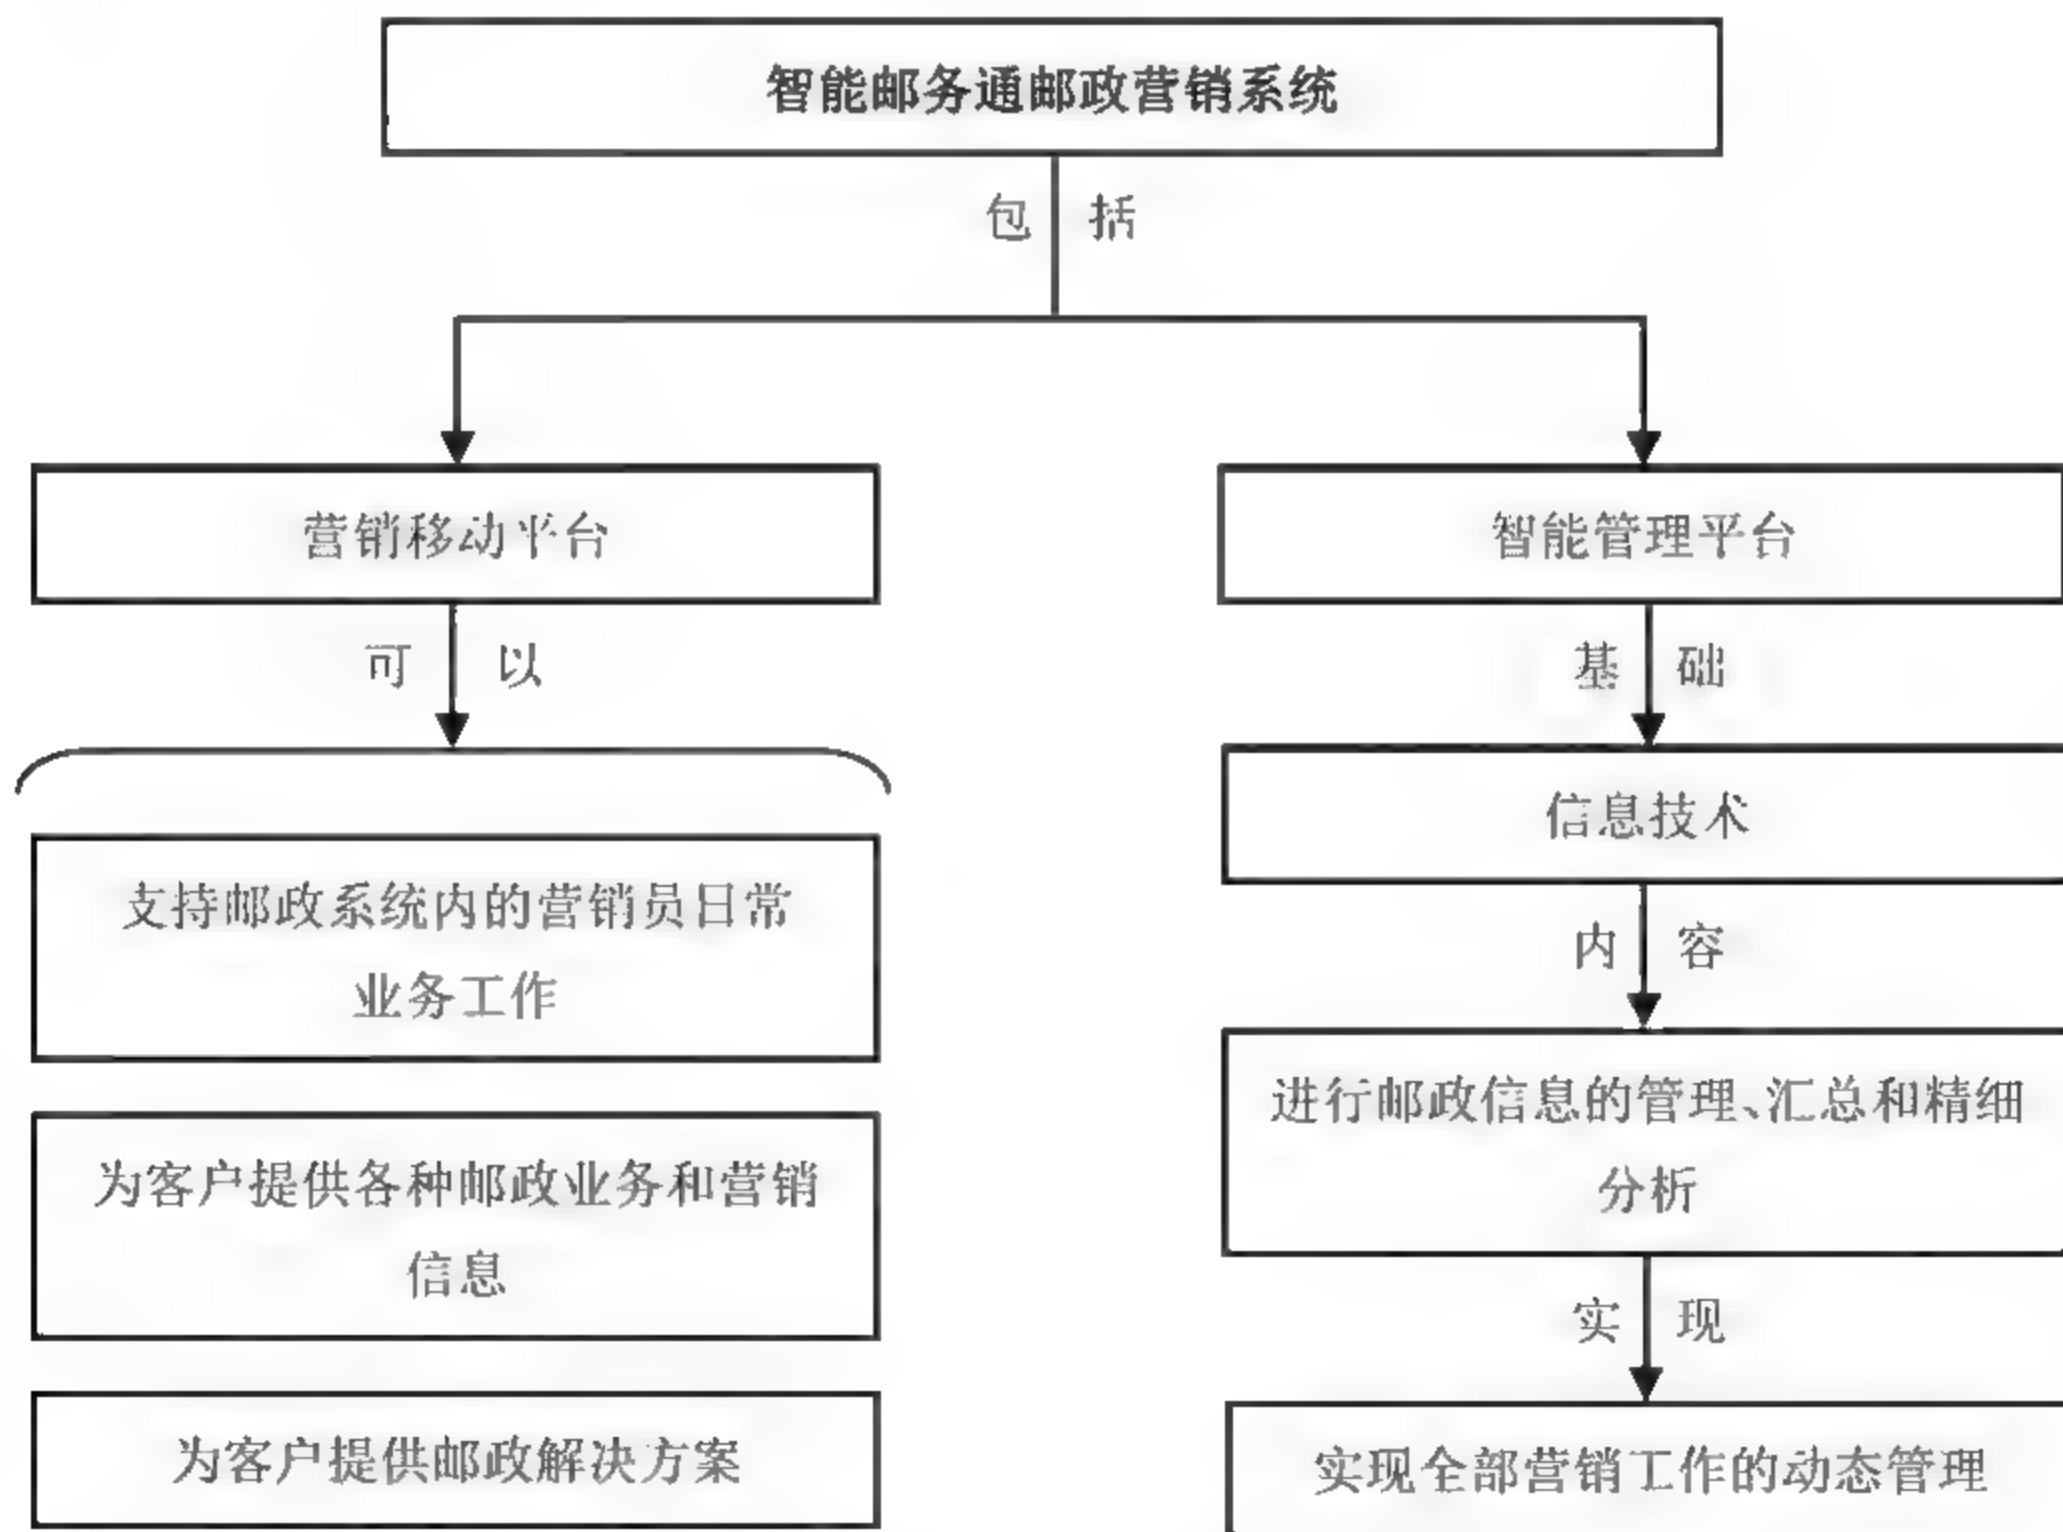 智能邮务通邮政营销系统
包 括
营销移动平台
智能管理平台
可 以
基 础
信息技术
支持邮政系统内的营销员日常
业务工作
内 容
为客户提供各种邮政业务和营销
信息
进行邮政信息的管理、汇总和精细
分析
实 现
为客户提供邮政解决方案
实现全部营销工作的动态管理